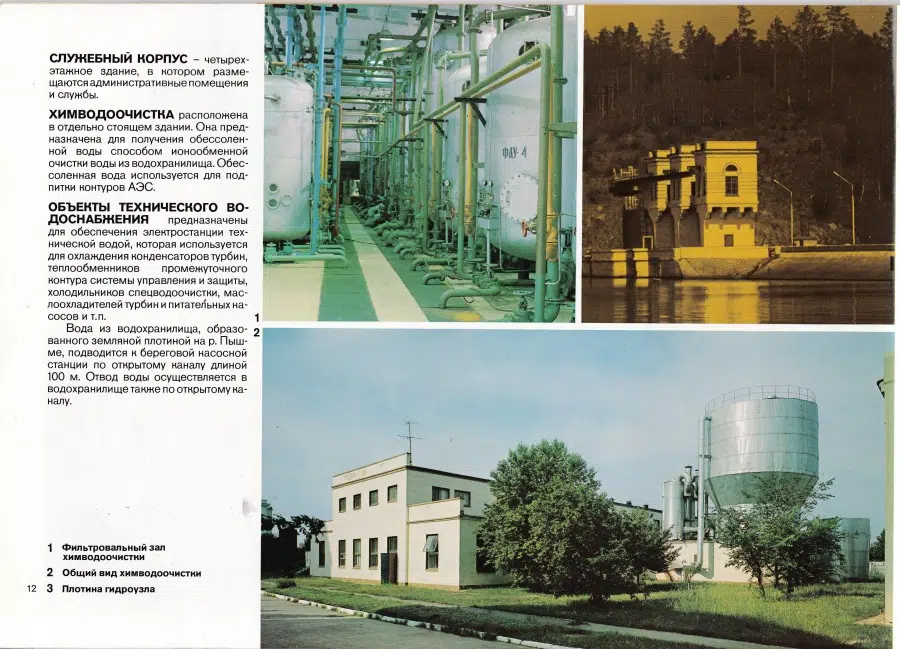 СЛУЖЕБНЫЙ КОРПУС – четырех-
этажное здание, в котором разме-
щаются административные помещения
и службы.
ХИМВОДООЧИСТКА расположена
в отдельно стоящем здании. Она пред-
назначена для получения обессолен-
ной воды способом ионообменной
очистки воды из водохранилища. Обес-
соленная вода используется для под-
питки контуров АЭС.
ОБЪЕКТЫ ТЕХНИЧЕСКОГО ВО-
ДОСНАБЖЕНИЯ предназначены
для обеспечения электростанции тех-
нической водой, которая используется
для охлаждения конденсаторов турбин,
теплообменников промежуточного
контура системы управления и защиты,
холодильников спецводоочистки, мас-
лоохладителей турбин и питательных на-
сосов и т.п.
Вода из водохранилища, образо-
ванного земляной плотиной на р. Пыш-
ме, подводится к береговой насосной
станции по открытому каналу длиной
100 м. Отвод воды осуществляется в
водохранилище также по открытому ка-
налу.
1 Фильтровальный зал
химводоочистки
2 Общий вид химводоочистки
12 3 Плотина гидроузла
1
2
ФДУ-4